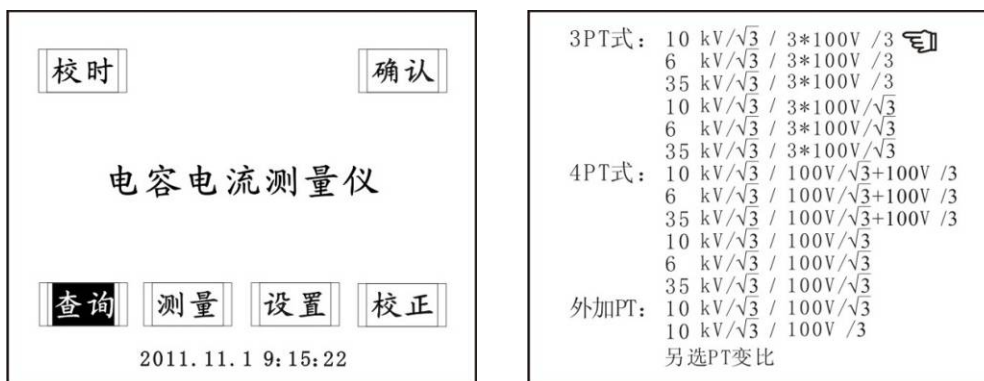 校时
确认
电容电流测量仪
查询
测量
设置
校正
2011.11.1 9:15:22
3PT式: 10 kV/√3 / 3*100V /3
6 kV/√3 / 3*100V /3
35 kV/√3 / 3*100V /3
10 kV/√3 / 3*100V/√3
6 kV/√3 / 3*100V/√3
35 kV/√3 / 3*100V/√3
4PT式: 10 kV/√3 / 100V/√3+100V /3
6 kV/√3 / 100V/√3+100V /3
35 kV/√3 / 100V/√3+100V /3
10 kV/√3 / 100V/√3
6 kV/√3 / 100V/√3
35 kV/√3 / 100V/√3
外加PT: 10 kV/√3 / 100V/√3
10 kV/√3 / 100V /3
另选PT变比